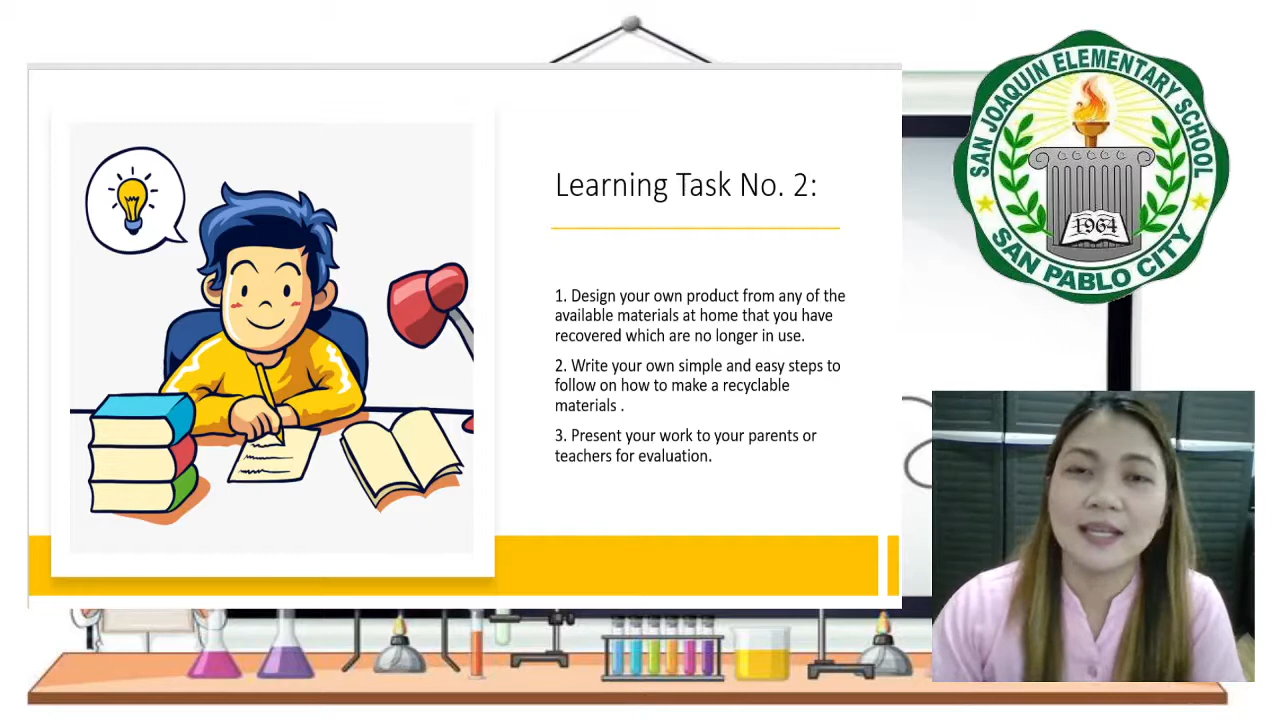 Learning Task No. 2:
1. Design your own product from any of the
available materials at home that you have
recovered which are no longer in use.
2. Write your own simple and easy steps to
follow on how to make a recyclable
materials .
3. Present your work to your parents or
teachers for evaluation.
SAN JOAQUIN ELEMENTARY SCHOOL
1964
SAN PABLO CITY